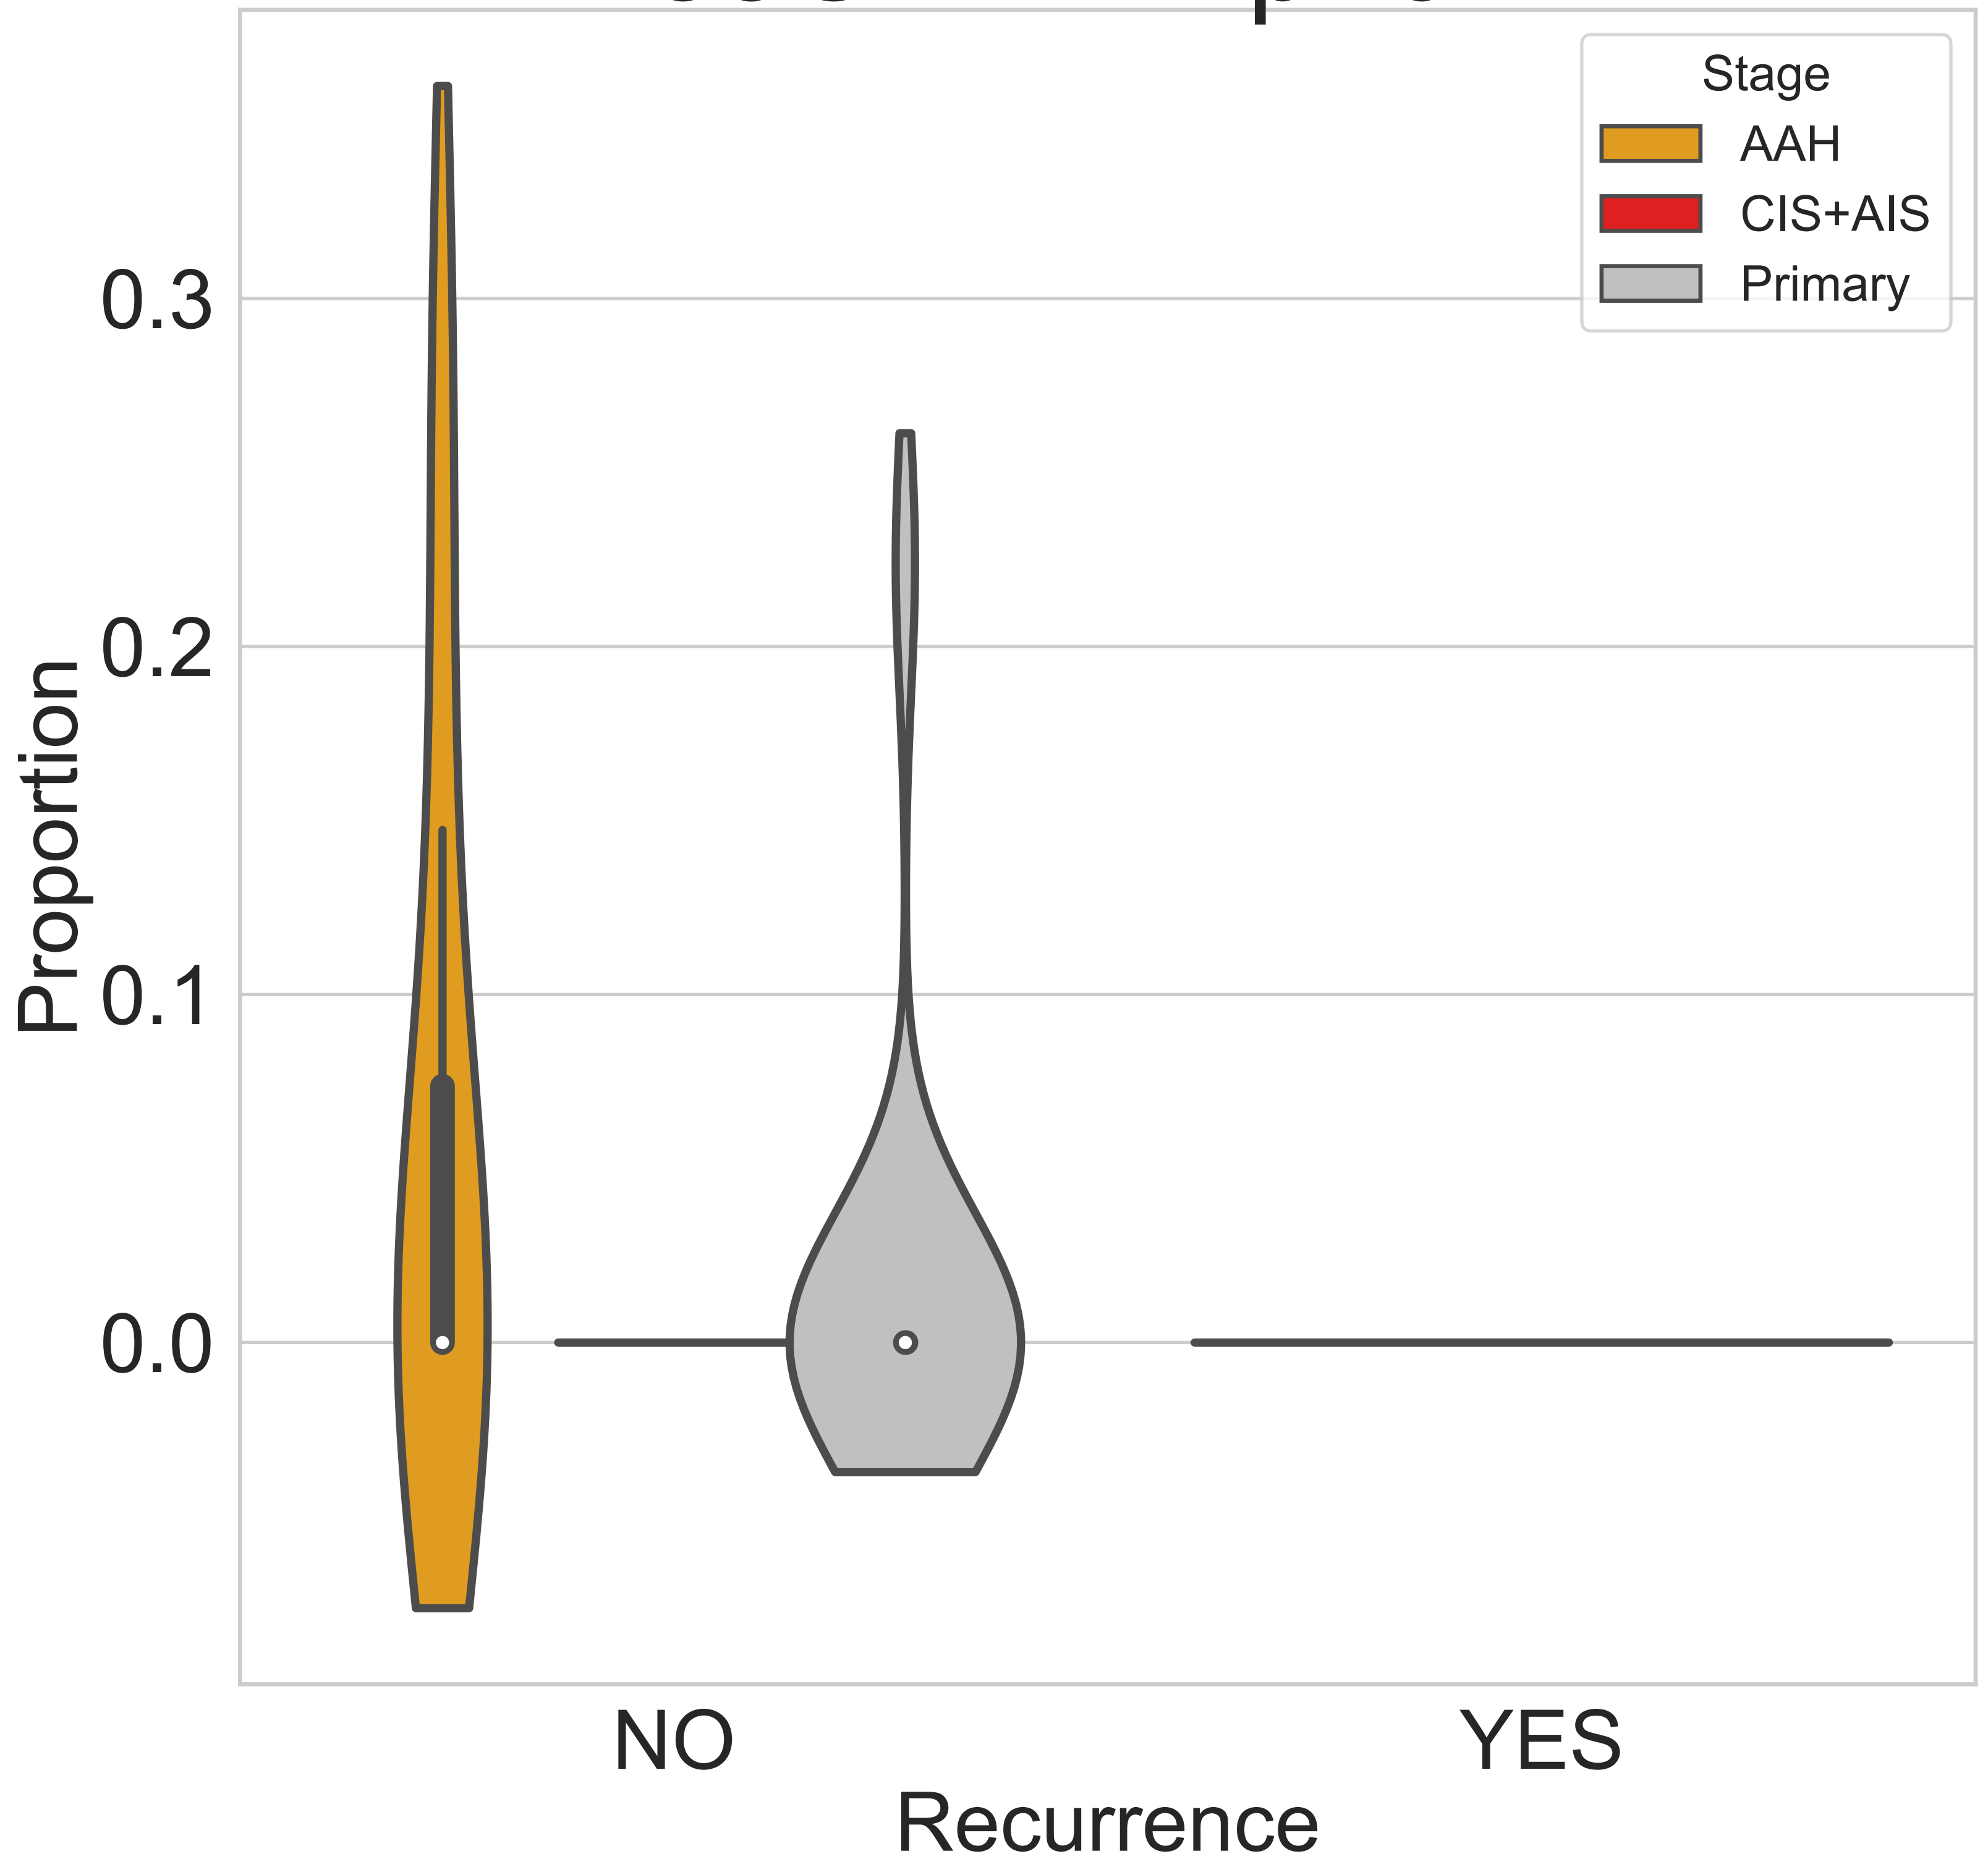 Stage
AAH
CIS+AIS
Primary
0.3
0.2
0.1
0.0
Proportion
NO
YES
Recurrence